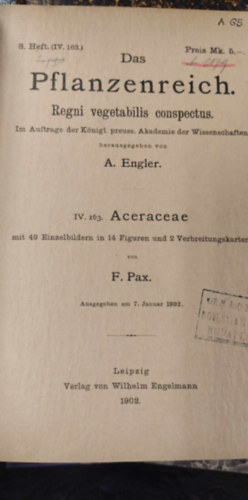 A. G5
8. Heft. (IV. 163.)
Preis Mk. 5,—.
Das
Pflanzenreich.
Regni vegetabilis conspectus.
Im Auftrage der Königl. preuss. Akademie der Wissenschaften
herausgegeben von
A. Engler.
IV. 163. Aceraceae
mit 49 Einzelbildern in 14 Figuren und 2 Verbreitungskarten
von
F. Pax.
Ausgegeben am 7. Januar 1902.
Leipzig
Verlag von Wilhelm Engelmann
1902.